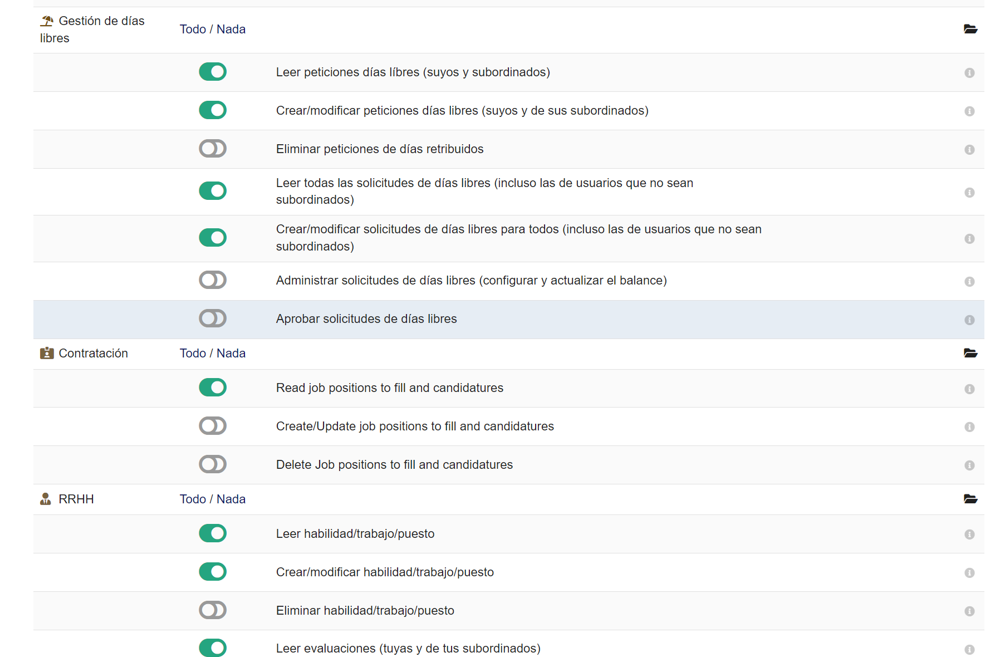 Gestión de días
libres
Todo / Nada
Leer peticiones días líbres (suyos y subordinados)
Crear/modificar peticiones días libres (suyos y de sus subordinados)
Eliminar peticiones de días retribuidos
Leer todas las solicitudes de días libres (incluso las de usuarios que no sean
subordinados)
Crear/modificar solicitudes de días libres para todos (incluso las de usuarios que no sean
subordinados)
Administrar solicitudes de días libres (configurar y actualizar el balance)
Aprobar solicitudes de días libres
Contratación
Todo / Nada
Read job positions to fill and candidatures
Create/Update job positions to fill and candidatures
Delete Job positions to fill and candidatures
RRHH
Todo / Nada
Leer habilidad/trabajo/puesto
Crear/modificar habilidad/trabajo/puesto
Eliminar habilidad/trabajo/puesto
Leer evaluaciones (tuyas y de tus subordinados)